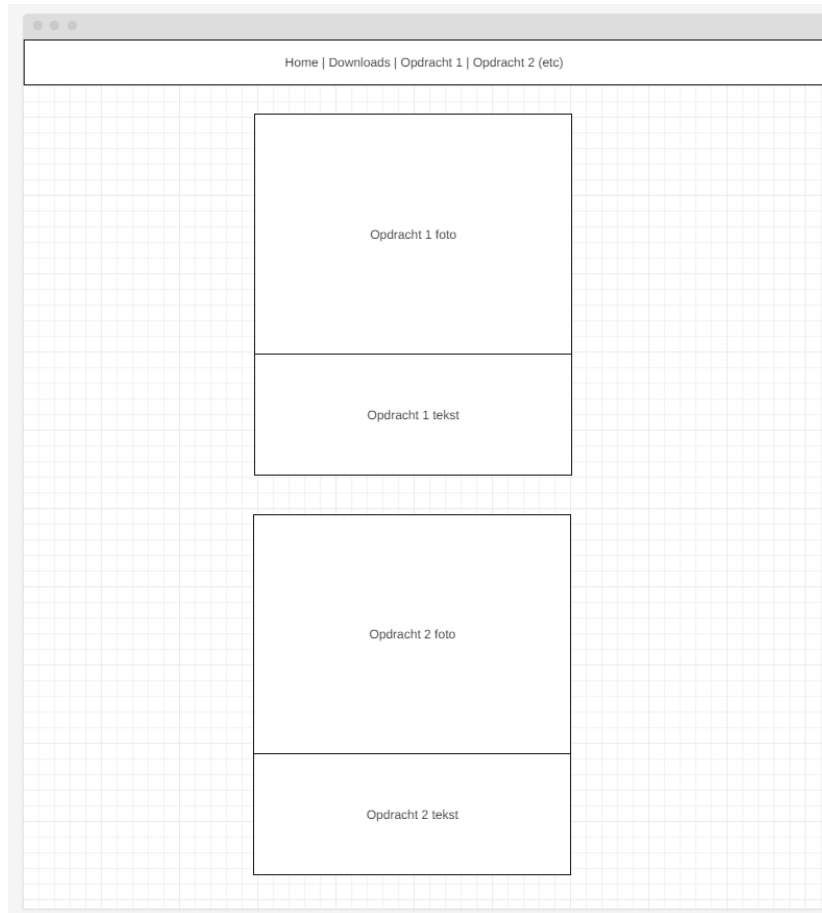 Home | Downloads | Opdracht 1 | Opdracht 2 (etc)
Opdracht 1 foto
Opdracht 1 tekst
Opdracht 2 foto
Opdracht 2 tekst